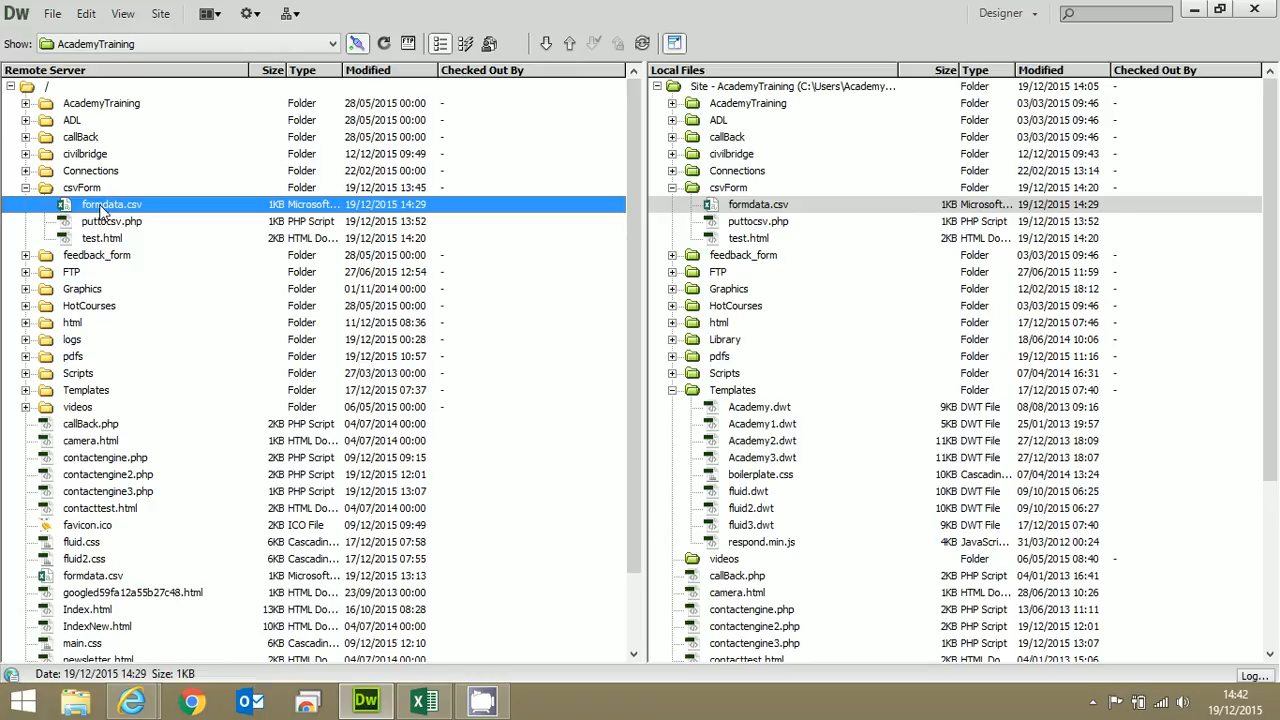 Dw File Edit View Site Designer
Show: AcademyTraining
Remote Server Size Type Modified Checked Out By
/
AcademyTraining Folder 28/05/2015 00:00 -
ADL Folder 28/05/2015 00:00 -
callBack Folder 28/05/2015 00:00 -
civilbridge Folder 12/12/2015 09:49 -
Connections Folder 22/02/2015 00:00 -
csvForm Folder 19/12/2015 13:45 -
formdata.csv 1KB Microsoft... 19/12/2015 14:29
puttocsv.php 1KB PHP Script 19/12/2015 13:52
test.html 2KB HTML Do... 19/12/2015 14:20
feedback_form Folder 28/05/2015 00:00 -
FTP Folder 27/06/2015 12:54 -
Graphics Folder 01/11/2014 00:00 -
HotCourses Folder 28/05/2015 00:00 -
html Folder 11/12/2015 08:36 -
logs Folder 19/12/2015 00:28 -
pdfs Folder 19/12/2015 10:57 -
Scripts Folder 27/03/2013 00:00 -
Templates Folder 17/12/2015 07:37 -
videos Folder 06/05/2015 00:00 -
callBack.php 2KB PHP Script 04/07/2014 00:00
camera.html 1KB HTML Do... 04/07/2014 00:00
contactengine.php 2KB PHP Script 09/12/2015 09:15
contactengine2.php 2KB PHP Script 19/12/2015 12:01
contactengine3.php 1KB PHP Script 19/12/2015 13:07
contacttest.html 2KB HTML Do... 04/07/2014 00:00
favicon.ico 2KB ICO File 09/12/2015 09:49
fluid.css 6KB Cascadin... 17/12/2015 07:58
fluid2.css 6KB Cascadin... 17/12/2015 07:58
formdata.csv 1KB Microsoft... 19/12/2015 13:13
googled59fa12a55b27c48.html 1KB HTML Do... 23/09/2013 00:00
Index.html 13KB HTML Do... 16/10/2015 08:28
IndexNew.html 10KB HTML Do... 04/07/2014 00:00
main.css 6KB Cascadin... 09/12/2015 12:10
newsletter.html 2KB HTML Do... 04/07/2014 00:00
Local Files Size Type Modified Checked Out By
Site - AcademyTraining (C:\Users\Academy... Folder 19/12/2015 14:05 -
AcademyTraining Folder 03/03/2015 09:46 -
ADL Folder 03/03/2015 09:46 -
callBack Folder 03/03/2015 09:46 -
civilbridge Folder 12/12/2015 09:43 -
Connections Folder 03/03/2015 09:46 -
csvForm Folder 19/12/2015 14:20 -
formdata.csv 1KB Microsoft... 19/12/2015 14:29
puttocsv.php 1KB PHP Script 19/12/2015 13:52
test.html 2KB HTML Do... 19/12/2015 14:20
feedback_form Folder 03/03/2015 09:46 -
FTP Folder 27/06/2015 11:59 -
Graphics Folder 12/02/2015 18:12 -
HotCourses Folder 03/03/2015 09:46 -
html Folder 17/12/2015 07:46 -
Library Folder 18/06/2014 10:06 -
pdfs Folder 19/12/2015 11:16 -
Scripts Folder 07/04/2014 16:31 -
Templates Folder 17/12/2015 07:40 -
Academy.dwt 9KB DWT File 08/08/2013 09:16
Academy1.dwt 5KB DWT File 25/01/2013 19:57
Academy2.dwt 11KB DWT File 27/12/2013 18:09
Academy3.dwt 11KB DWT File 27/12/2013 18:07
boilerplate.css 10KB Cascadin... 07/04/2014 13:24
fluid.dwt 10KB DWT File 09/10/2015 06:25
fluid2.dwt 10KB DWT File 09/10/2015 06:27
fluid3.dwt 9KB DWT File 17/12/2015 07:40
respond.min.js 4KB JavaScri... 31/03/2012 00:24
videos Folder 06/05/2015 08:40 -
callBack.php 2KB PHP Script 04/01/2013 16:41
camera.html 1KB HTML Do... 28/06/2013 10:26
contactengine.php 2KB PHP Script 13/06/2013 11:11
contactengine2.php 2KB PHP Script 19/12/2015 12:01
contactengine3.php 1KB PHP Script 19/12/2015 13:07
contacttest.html 2KB HTML Do... 04/01/2013 15:06
Date: 19/12/2015 14:29 Size: 1KB Log...
Dw
14:42
19/12/2015